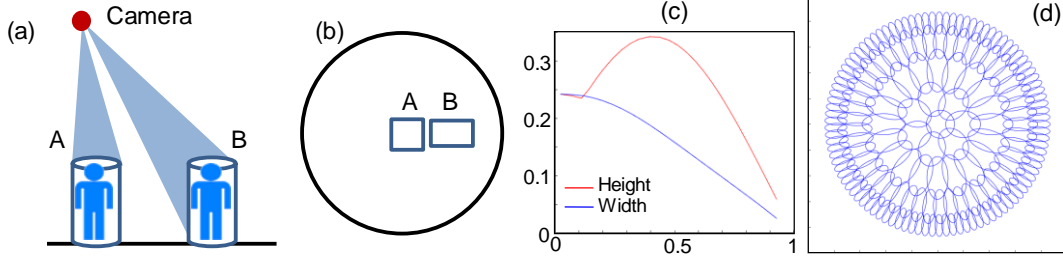 (a)
Camera
A
B
(b)
A
B
(c)
0.3
0.2
0.1
0
Height
Width
0
0.5
1
(d)